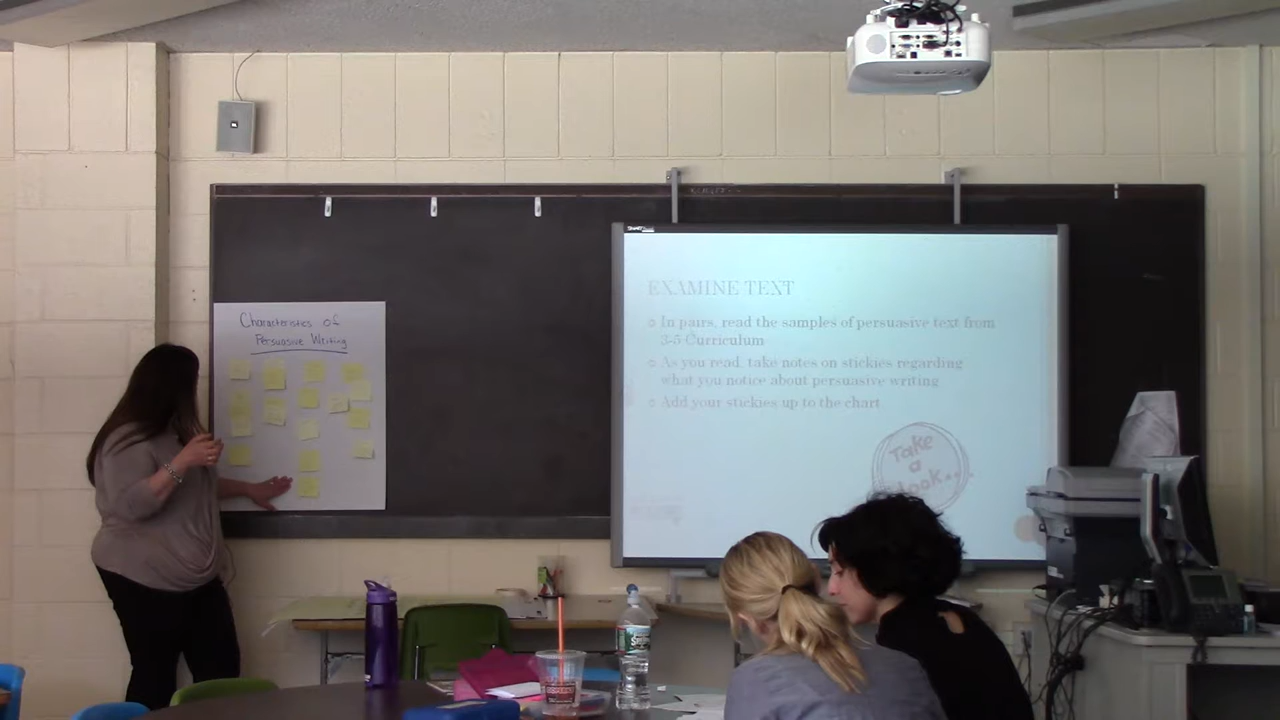 Characteristics of
Persuasive Writing
EXAMINE TEXT
In pairs, read the samples of persuasive text from
3-5 Curriculum
As you read, take notes on stickies regarding
what you notice about persuasive writing
Add your stickies up to the chart
Take
a
look...